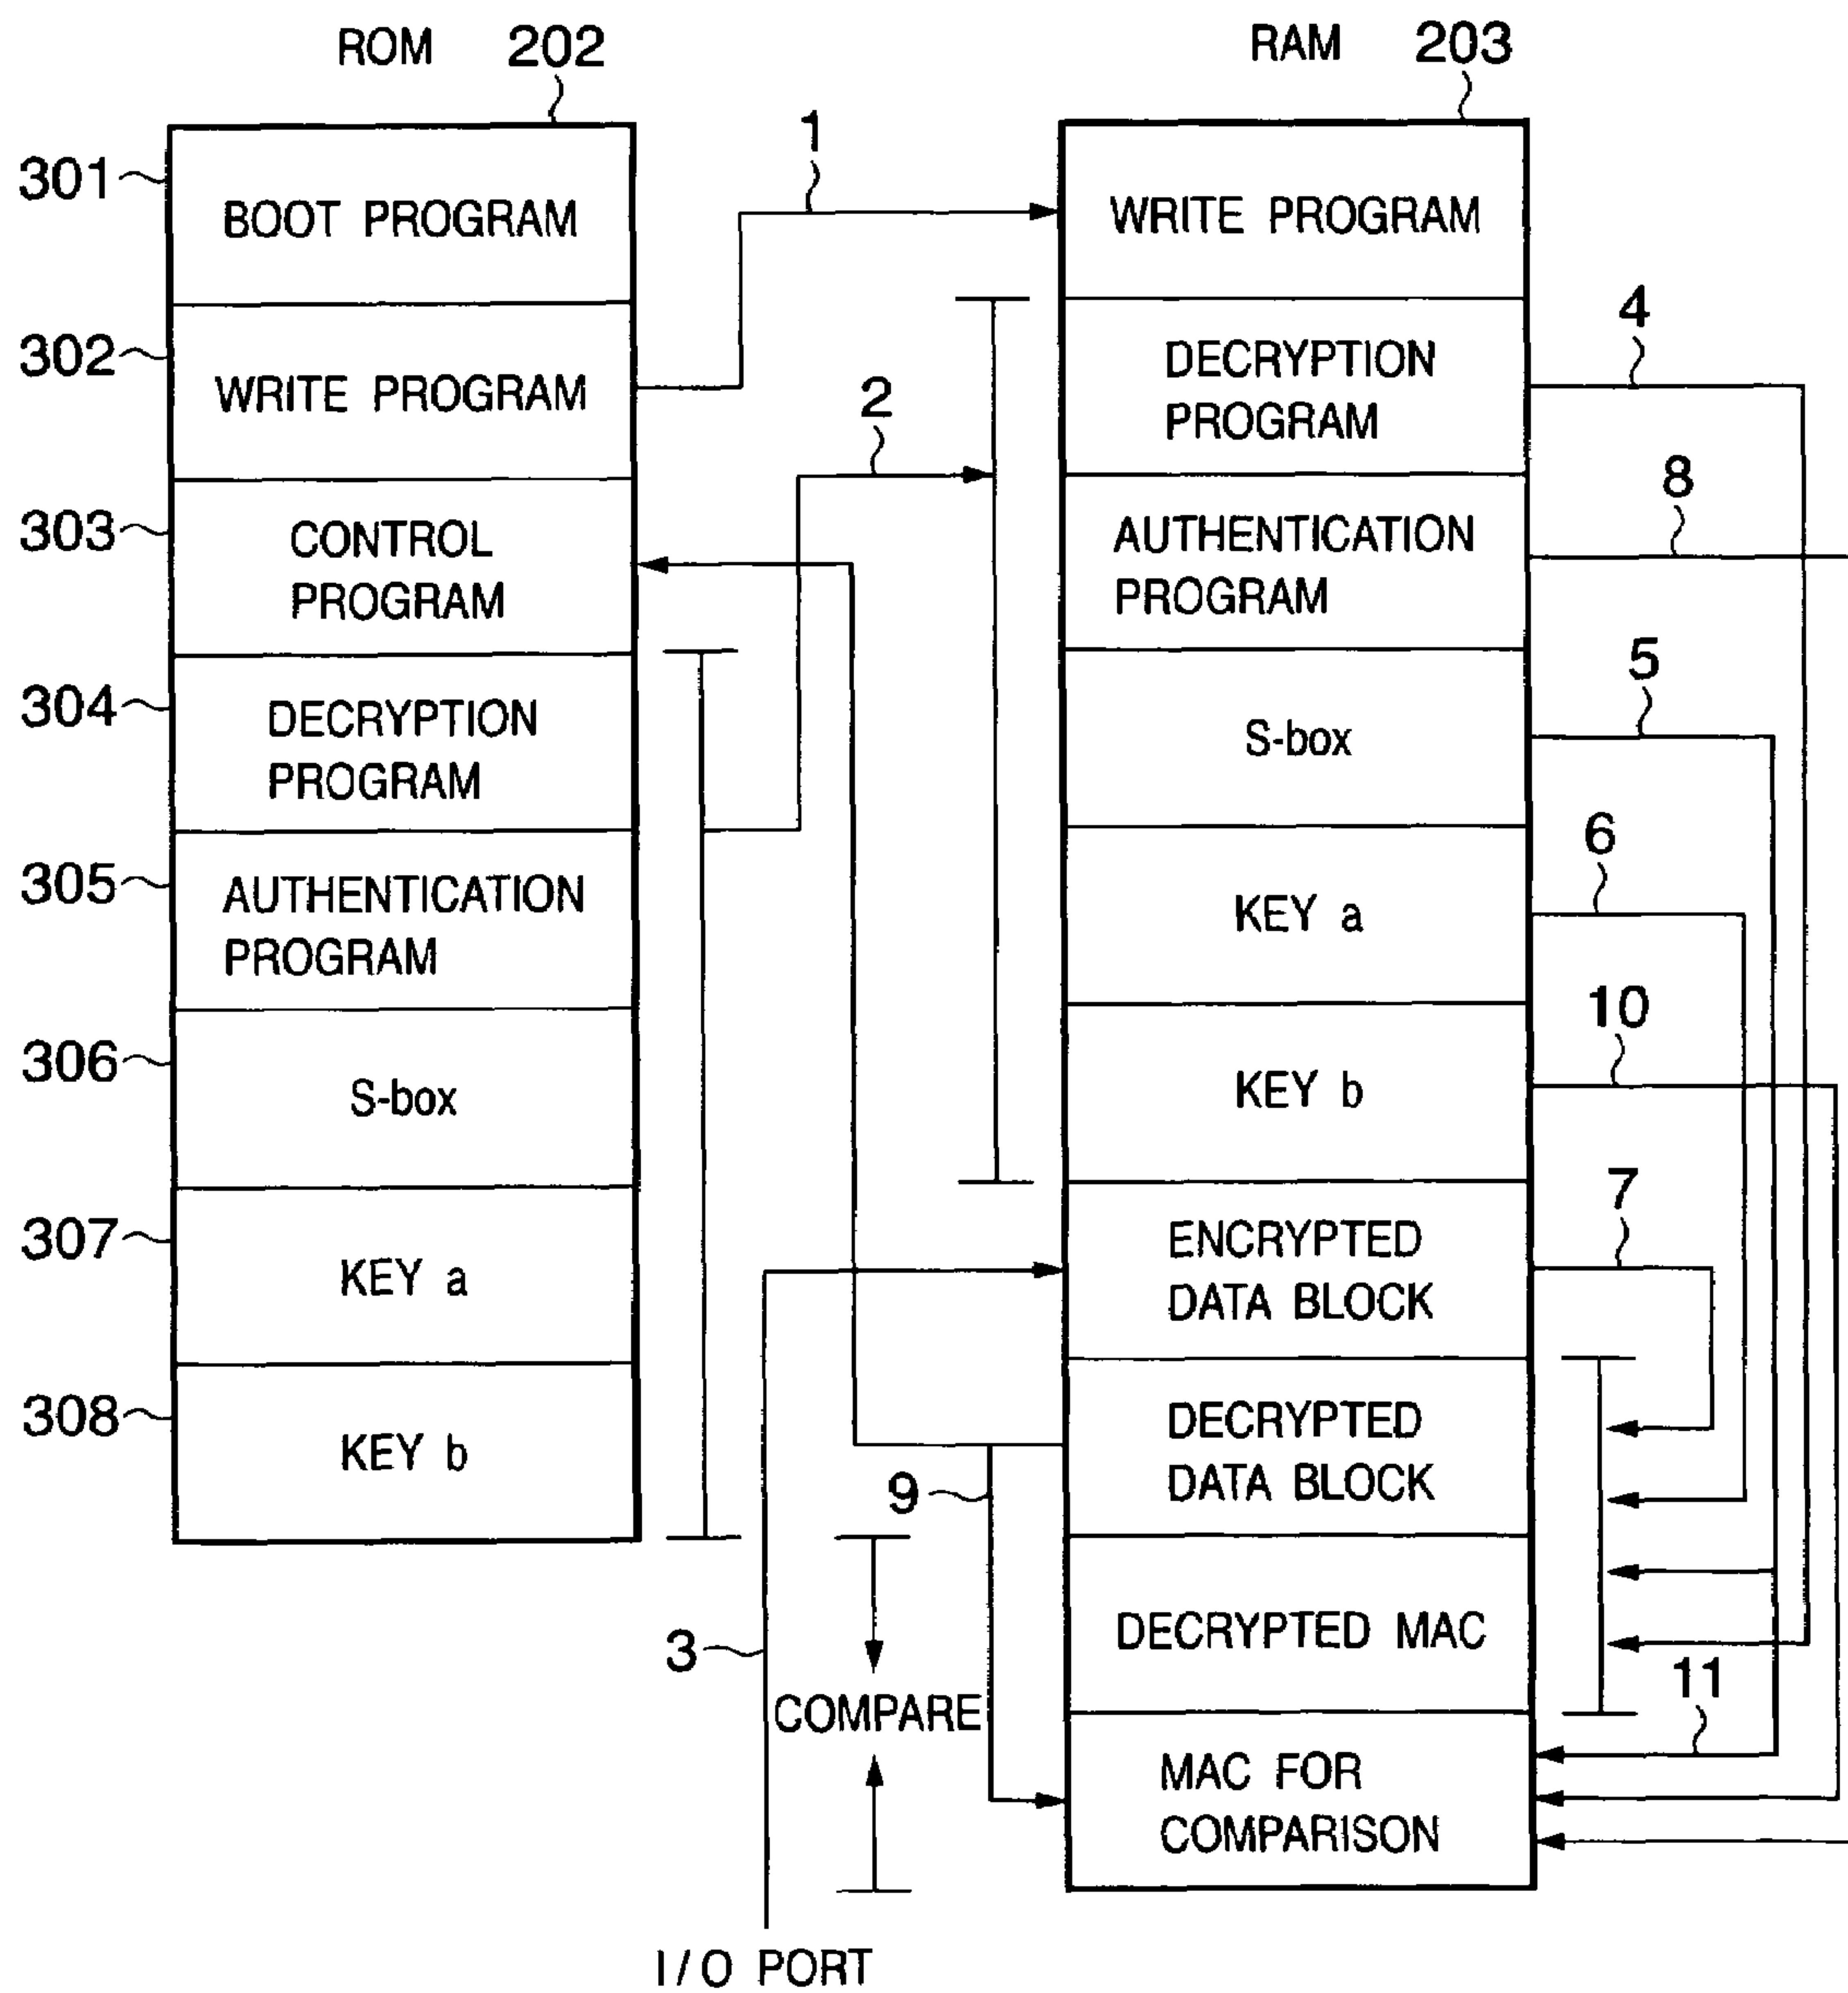 ROM 202
301
BOOT PROGRAM
302
WRITE PROGRAM
303
CONTROL
PROGRAM
304
DECRYPTION
PROGRAM
305
AUTHENTICATION
PROGRAM
306
S-box
307
KEY a
308
KEY b
1
2
3
COMPARE
9
I/O PORT
RAM 203
WRITE PROGRAM
DECRYPTION
PROGRAM
4
AUTHENTICATION
PROGRAM
8
S-box
5
KEY a
6
KEY b
10
ENCRYPTED
DATA BLOCK
7
DECRYPTED
DATA BLOCK
DECRYPTED MAC
11
MAC FOR
COMPARISON